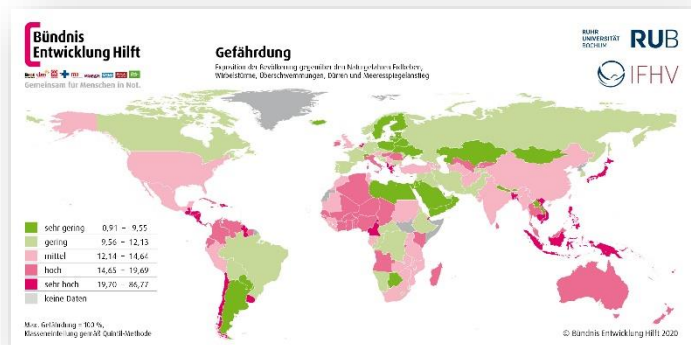 Bündnis
Entwicklung Hilft
Gemeinsam für Menschen in Not.
Gefährdung
Exposition der Bevölkerung gegenüber den Naturgefahren Erdbeben,
Wirbelstürme, Überschwemmungen, Dürren und Meeresspiegelanstieg
RUHR
UNIVERSITÄT
BOCHUM
RUB
IFHV
sehr gering 0,91 – 9,55
gering 9,56 – 12,13
mittel 12,14 – 14,64
hoch 14,65 – 19,69
sehr hoch 19,70 – 86,77
keine Daten
Max. Gefährdung = 100 %,
Klasseneinteilung gemäß Quintil-Methode
© Bündnis Entwicklung Hilft 2020